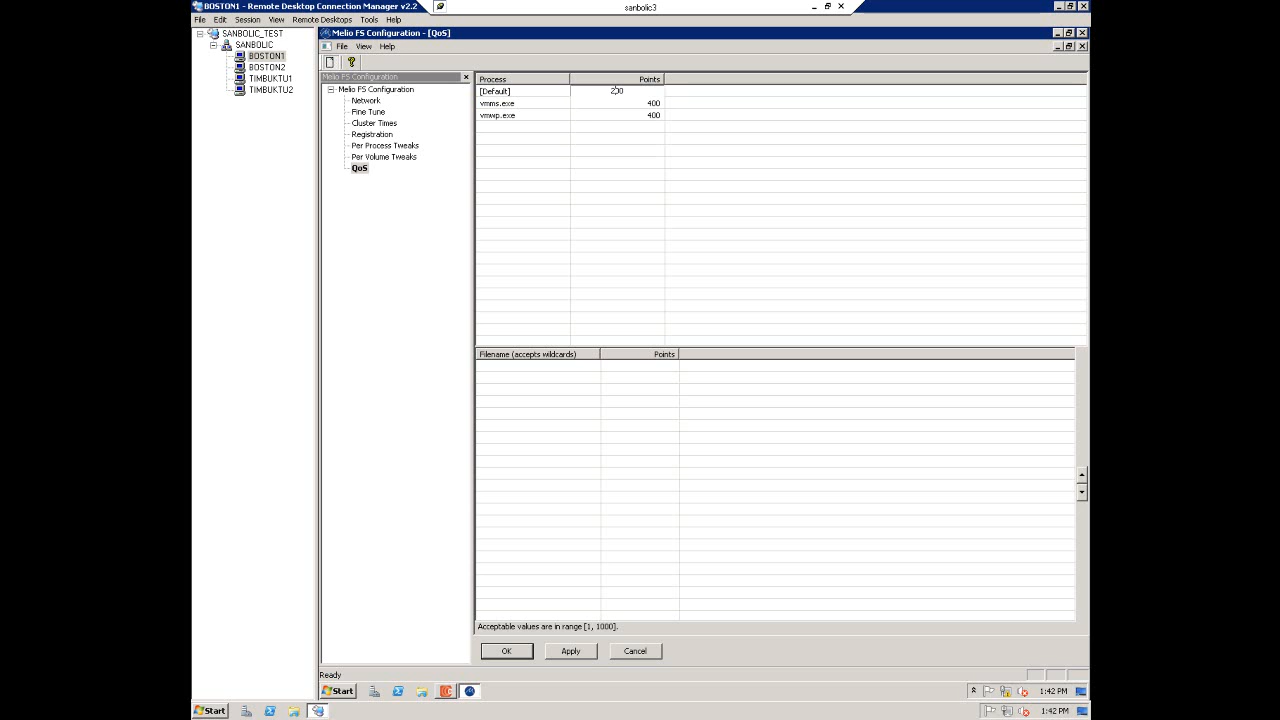 BOSTON1 - Remote Desktop Connection Manager v2.2
sanbolic3
File Edit Session View Remote Desktops Tools Help
SANBOLIC_TEST
SANBOLIC
BOSTON1
BOSTON2
TIMBUKTU1
TIMBUKTU2
Melio FS Configuration - [QoS]
File View Help
Melio FS Configuration
Melio FS Configuration
Network
Fine Tune
Cluster Times
Registration
Per Process Tweaks
Per Volume Tweaks
QoS
Process Points
[Default] 200
vmms.exe 400
vmwp.exe 400
Filename (accepts wildcards) Points
Acceptable values are in range [1, 1000].
OK Apply Cancel
Ready
Start 1:42 PM
Start 1:42 PM